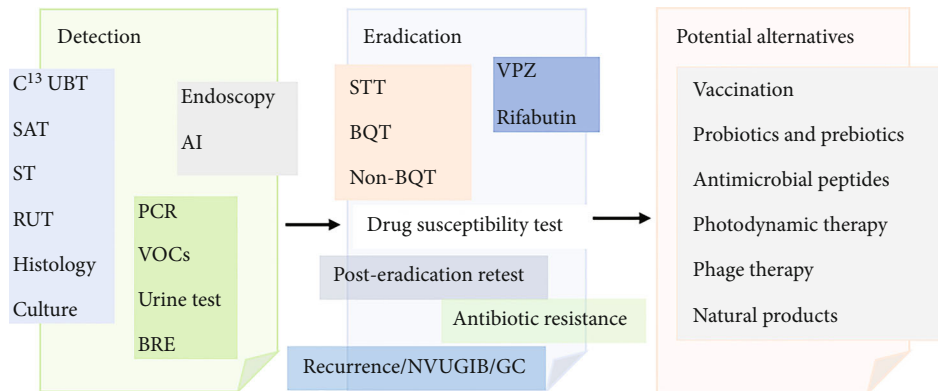 Detection
C¹³ UBT
SAT
ST
RUT
Histology
Culture
Endoscopy
AI
PCR
VOCs
Urine test
BRE
Eradication
STT
BQT
Non-BQT
VPZ
Rifabutin
Drug susceptibility test
Post-eradication retest
Antibiotic resistance
Recurrence/NVUGIB/GC
Potential alternatives
Vaccination
Probiotics and prebiotics
Antimicrobial peptides
Photodynamic therapy
Phage therapy
Natural products